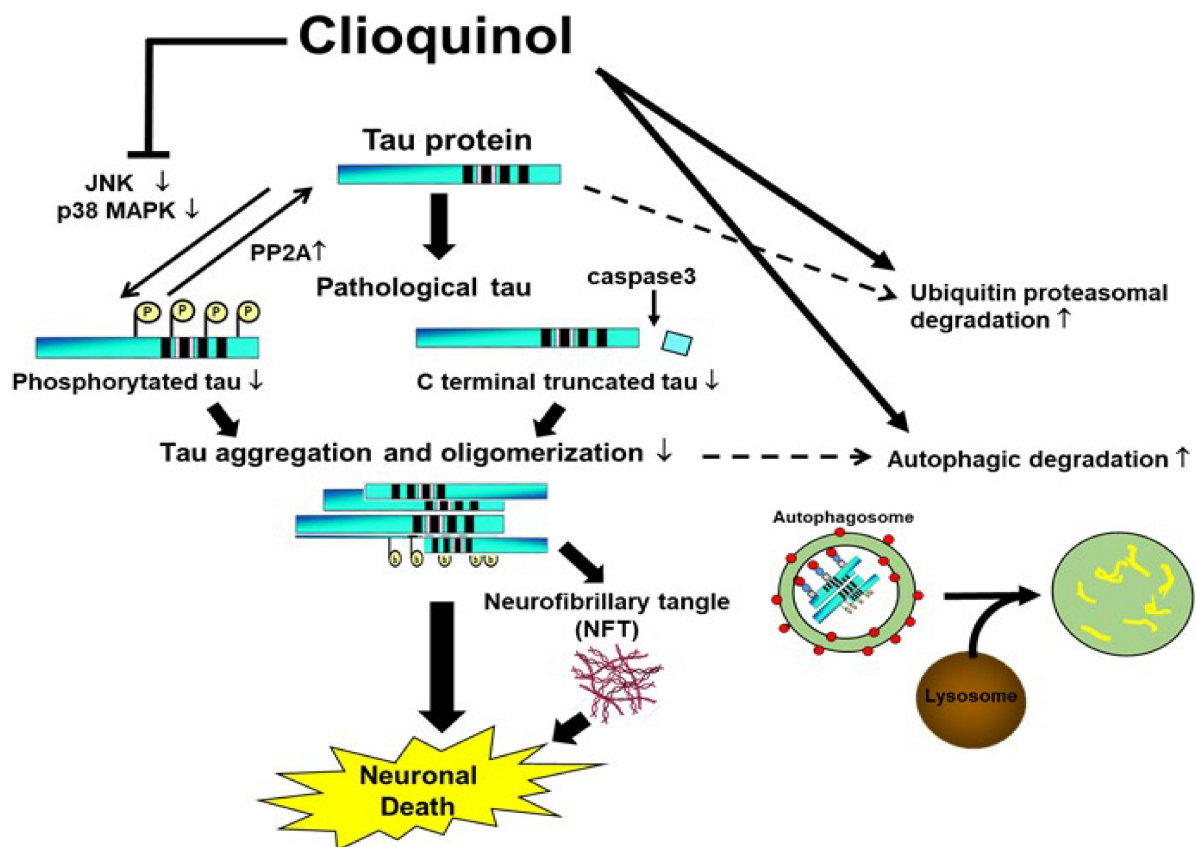 Clioquinol
Tau protein
JNK ↓
p38 MAPK ↓
PP2A↑
Pathological tau
caspase3
Ubiquitin proteasomal
degradation ↑
P P P P
Phosphorytated tau ↓
C terminal truncated tau ↓
Tau aggregation and oligomerization ↓
Autophagic degradation ↑
Autophagosome
Neurofibrillary tangle
(NFT)
Lysosome
Neuronal
Death